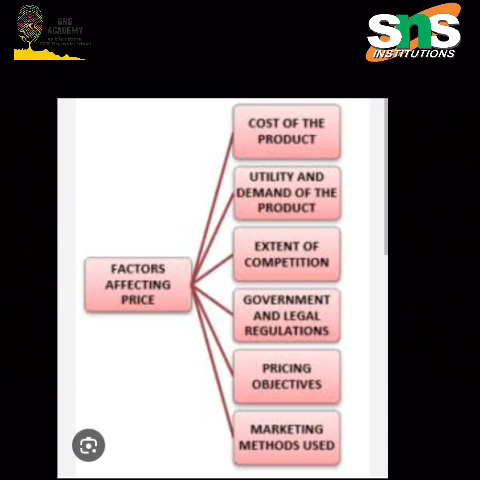 SNS
ACADEMY
SNS
INSTITUTIONS
COST OF THE
PRODUCT
UTILITY AND
DEMAND OF THE
PRODUCT
EXTENT OF
COMPETITION
FACTORS
AFFECTING
PRICE
GOVERNMENT
AND LEGAL
REGULATIONS
PRICING
OBJECTIVES
MARKETING
METHODS USED